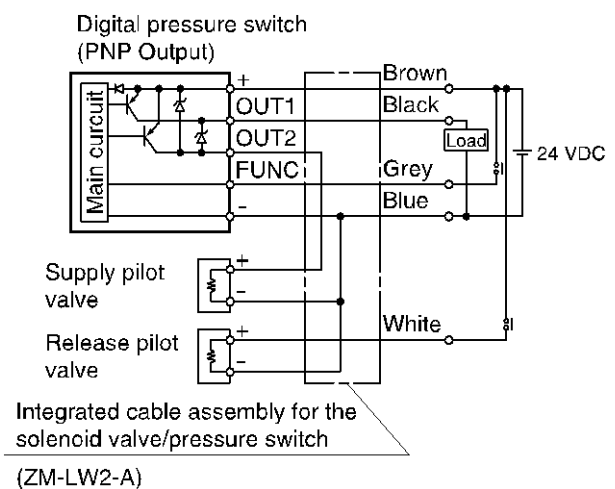 Digital pressure switch
(PNP Output)
+
Brown
Main curcuit
OUT1
Black
OUT2
Load
24 VDC
FUNC
Grey
-
Blue
Supply pilot
valve
+
-
Release pilot
valve
+
-
White
Integrated cable assembly for the
solenoid valve/pressure switch
(ZM-LW2-A)